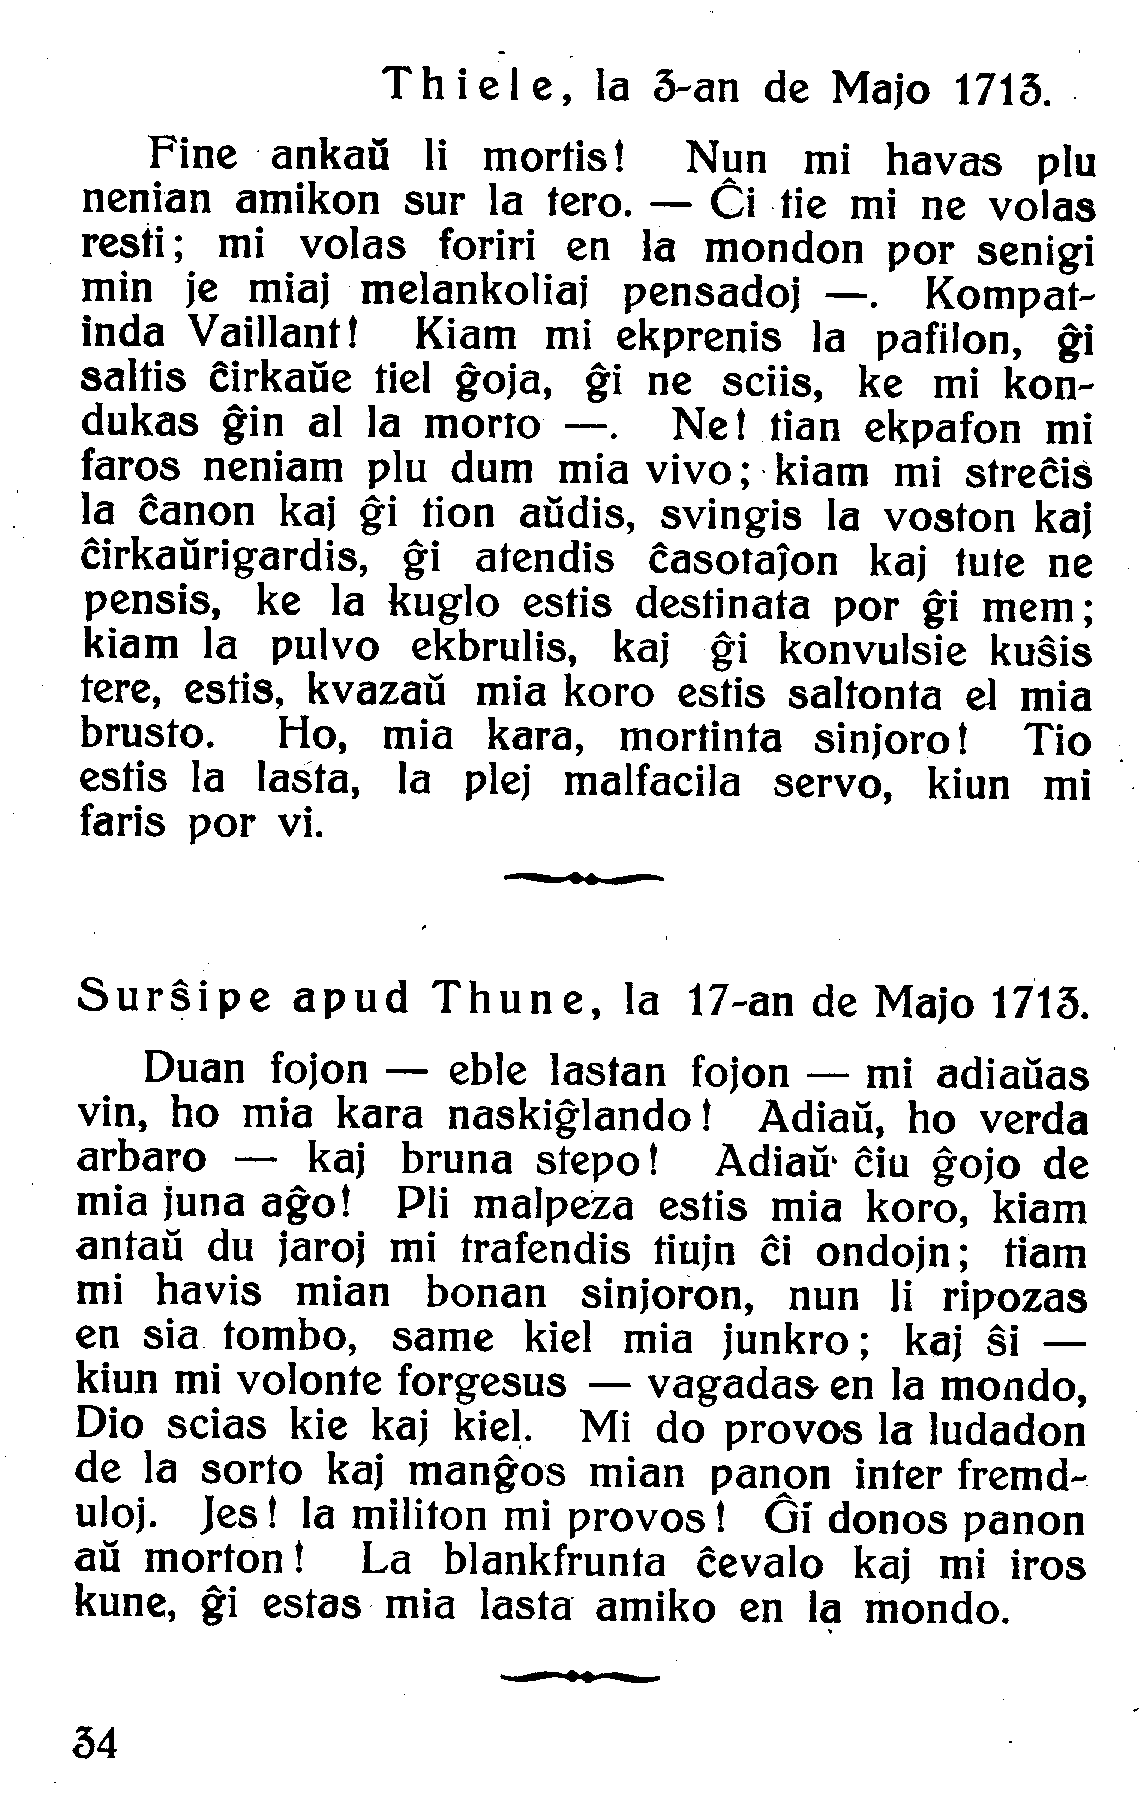 Thiele, la 3-an de Majo 1713.
Fine ankaŭ li mortis! Nun mi havas plu
nenian amikon sur la tero. — Ĉi tie mi ne volas
resti; mi volas foriri en la mondon por senigi
min je miaj melankoliaj pensadoj —. Kompat-
inda Vaillant! Kiam mi ekprenis la pafilon, ĝi
saltis ĉirkaŭe tiel ĝoja, ĝi ne sciis, ke mi kon-
dukas ĝin al la morto —. Ne! tian ekpafon mi
faros neniam plu dum mia vivo; kiam mi streĉis
la ĉanon kaj ĝi tion aŭdis, svingis la voston kaj
ĉirkaŭrigardis, ĝi atendis ĉasotaĵon kaj tute ne
pensis, ke la kuglo estis destinata por ĝi mem;
kiam la pulvo ekbrulis, kaj ĝi konvulsie kuŝis
tere, estis, kvazaŭ mia koro estis saltonta el mia
brusto. Ho, mia kara, mortinta sinjoro! Tio
estis la lasta, la plej malfacila servo, kiun mi
faris por vi.
Surŝipe apud Thune, la 17-an de Majo 1713.
Duan fojon — eble lastan fojon — mi adiaŭas
vin, ho mia kara naskiĝlando! Adiaŭ, ho verda
arbaro — kaj bruna stepo! Adiaŭ ĉiu ĝojo de
mia juna aĝo! Pli malpeza estis mia koro, kiam
antaŭ du jaroj mi trafendis tiujn ĉi ondojn; tiam
mi havis mian bonan sinjoron, nun li ripozas
en sia tombo, same kiel mia junkro; kaj ŝi —
kiun mi volonte forgesus — vagadas en la mondo,
Dio scias kie kaj kiel. Mi do provos la ludadon
de la sorto kaj manĝos mian panon inter fremd-
uloj. Jes! la militon mi provos! Ĝi donos panon
aŭ morton! La blankfrunta ĉevalo kaj mi iros
kune, ĝi estas mia lasta amiko en la mondo.
34